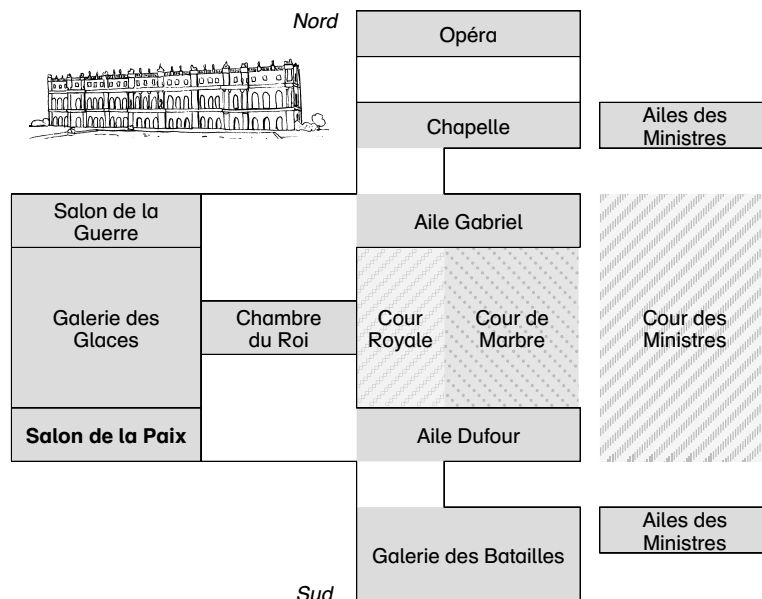 Nord
Opéra
Chapelle
Ailes des
Ministres
Salon de la
Guerre
Aile Gabriel
Galerie des
Glaces
Chambre
du Roi
Cour
Royale
Cour de
Marbre
Cour des
Ministres
Salon de la Paix
Aile Dufour
Galerie des Batailles
Ailes des
Ministres
Sud